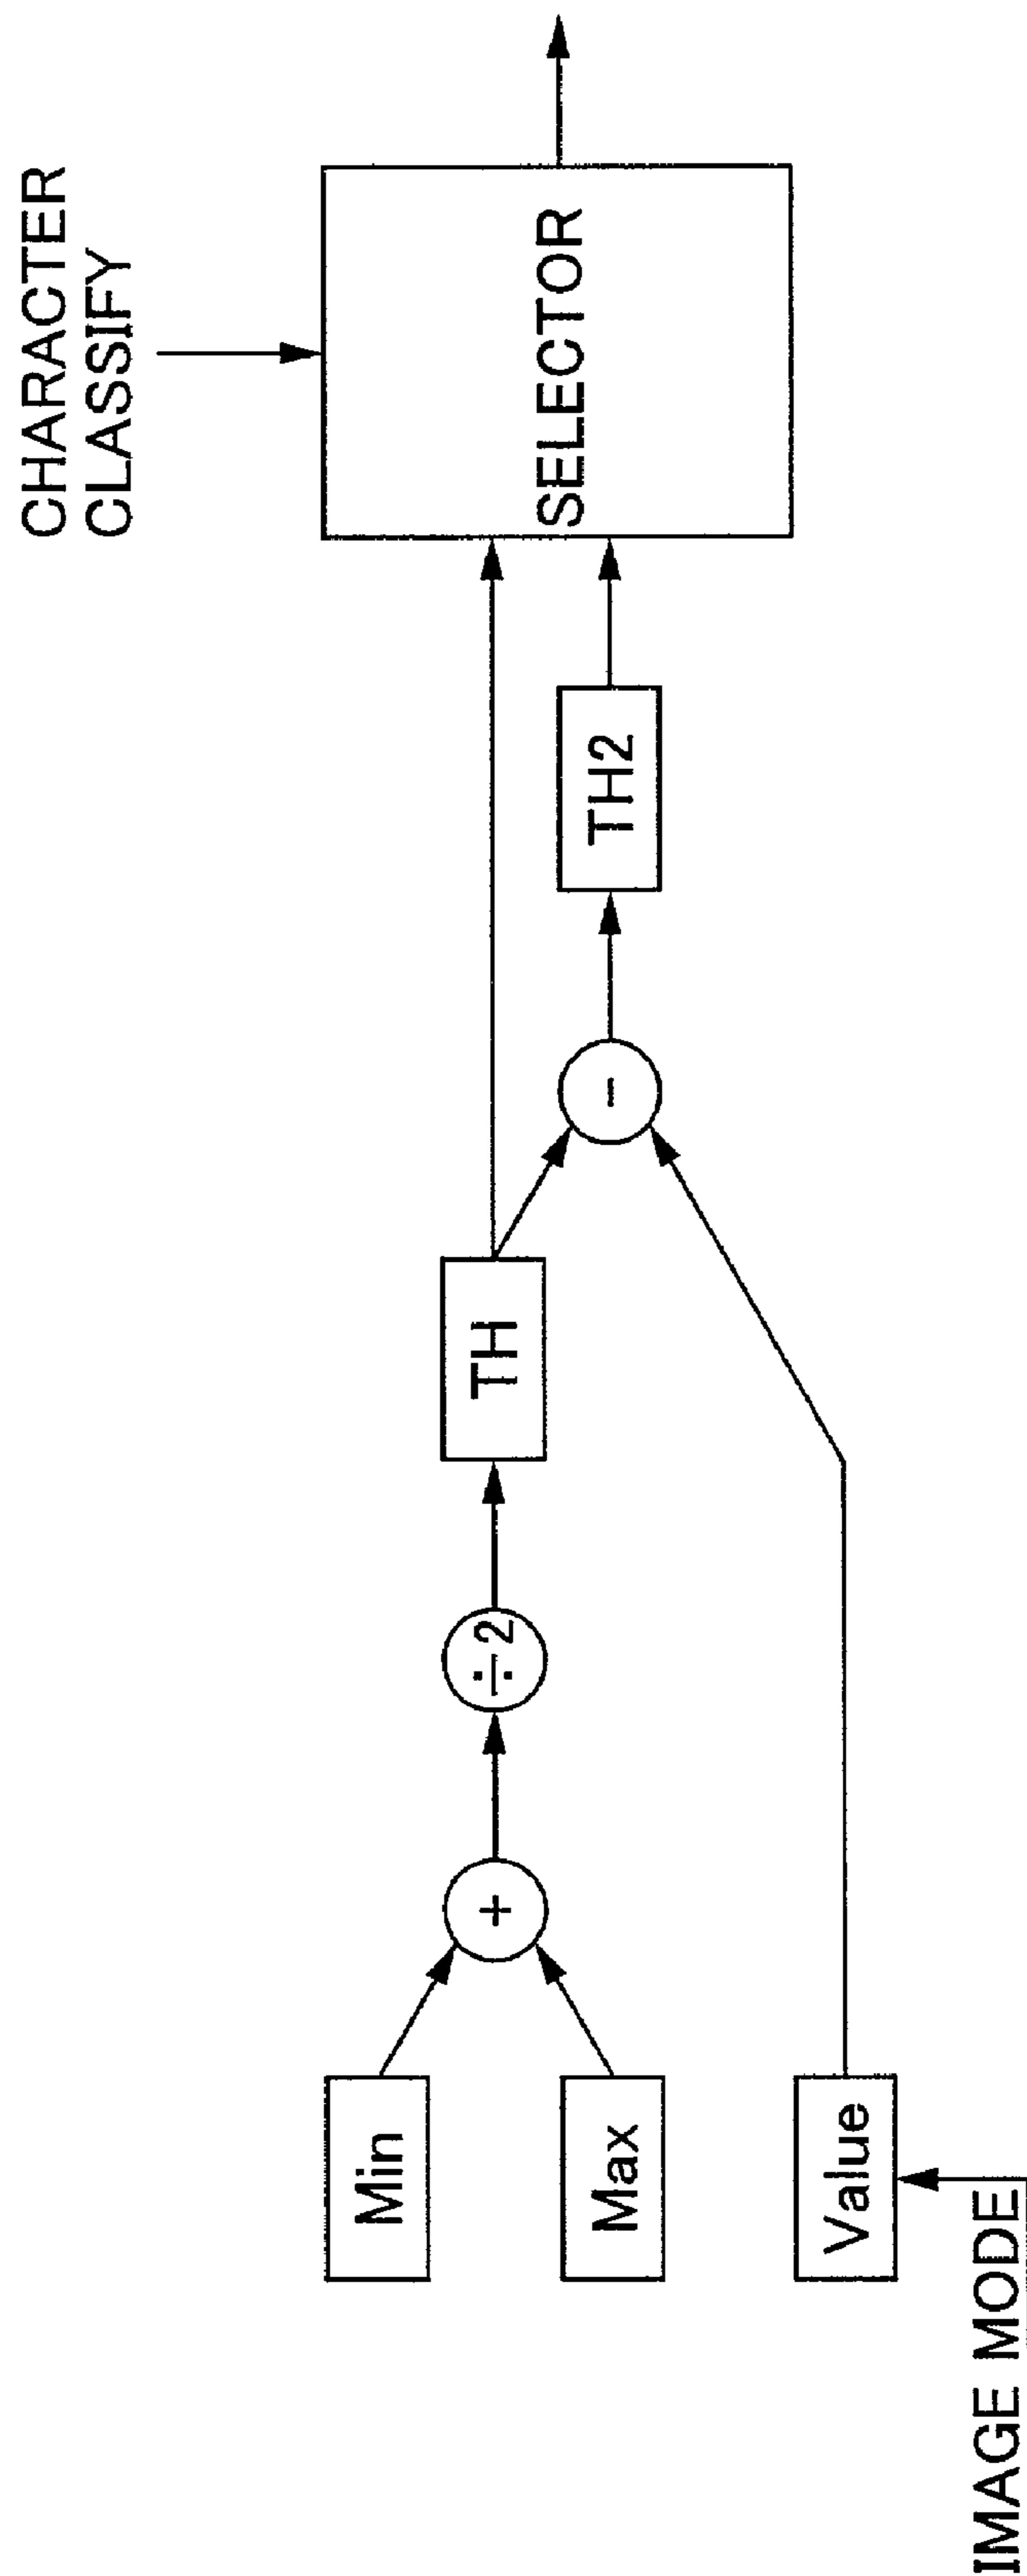 CHARACTER
CLASSIFY
SELECTOR
TH2
-
TH
÷2
+
Min
Max
Value
IMAGE MODE